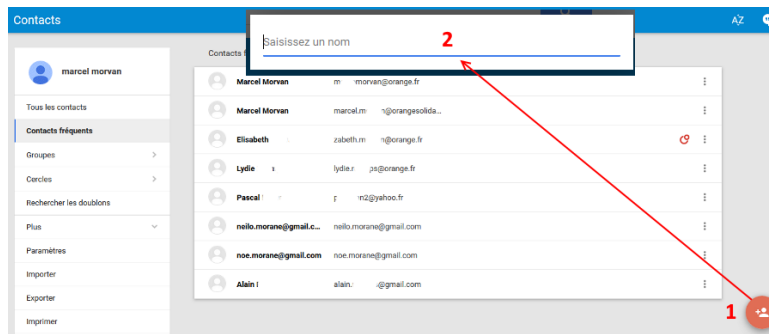 Contacts
Saisissez un nom
2
marcel morvan
Contacts
Tous les contacts
Contacts fréquents
Groupes
Cercles
Rechercher les doublons
Plus
Paramètres
Importer
Exporter
Imprimer
Marcel Morvan m morvan@orange.fr
Marcel Morvan marcel.m n@orangesolida...
Elisabeth zabeth.m n@orange.fr
Lydie lydie. ps@orange.fr
Pascal n2@yahoo.fr
neilo.morane@gmail.c... neilo.morane@gmail.com
noe.morane@gmail.com noe.morane@gmail.com
Alain alain. @gmail.com
1